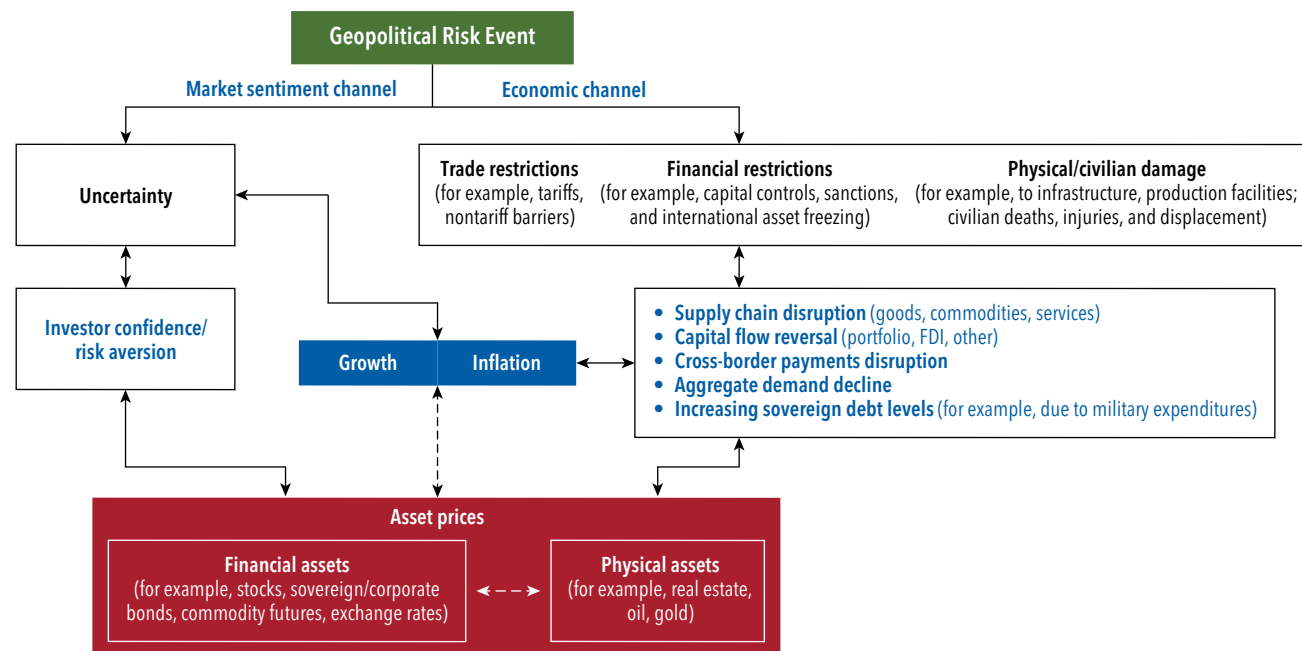 Geopolitical Risk Event
Market sentiment channel
Economic channel
Uncertainty
Trade restrictions
(for example, tariffs,
nontariff barriers)
Financial restrictions
(for example, capital controls, sanctions,
and international asset freezing)
Physical/civilian damage
(for example, to infrastructure, production facilities;
civilian deaths, injuries, and displacement)
Investor confidence/
risk aversion
Growth
Inflation
• Supply chain disruption (goods, commodities, services)
• Capital flow reversal (portfolio, FDI, other)
• Cross-border payments disruption
• Aggregate demand decline
• Increasing sovereign debt levels (for example, due to military expenditures)
Asset prices
Financial assets
(for example, stocks, sovereign/corporate
bonds, commodity futures, exchange rates)
Physical assets
(for example, real estate,
oil, gold)